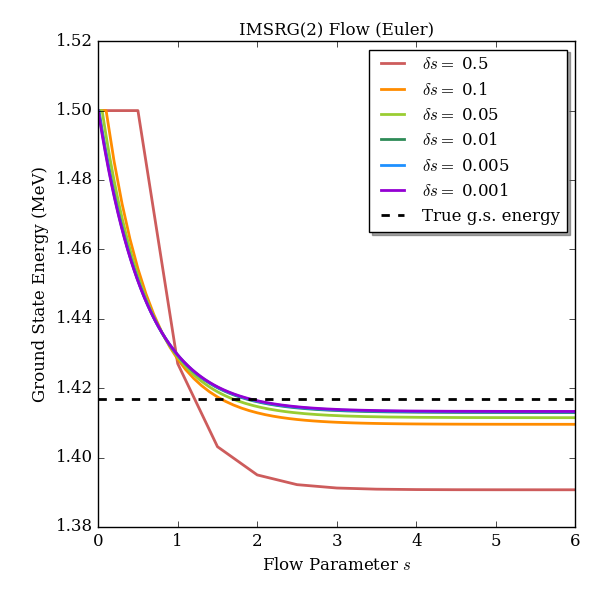 IMSRG(2) Flow (Euler)
Ground State Energy (MeV)
1.52
1.50
1.48
1.46
1.44
1.42
1.40
1.38
δs = 0.5
δs = 0.1
δs = 0.05
δs = 0.01
δs = 0.005
δs = 0.001
True g.s. energy
0 1 2 3 4 5 6
Flow Parameter s